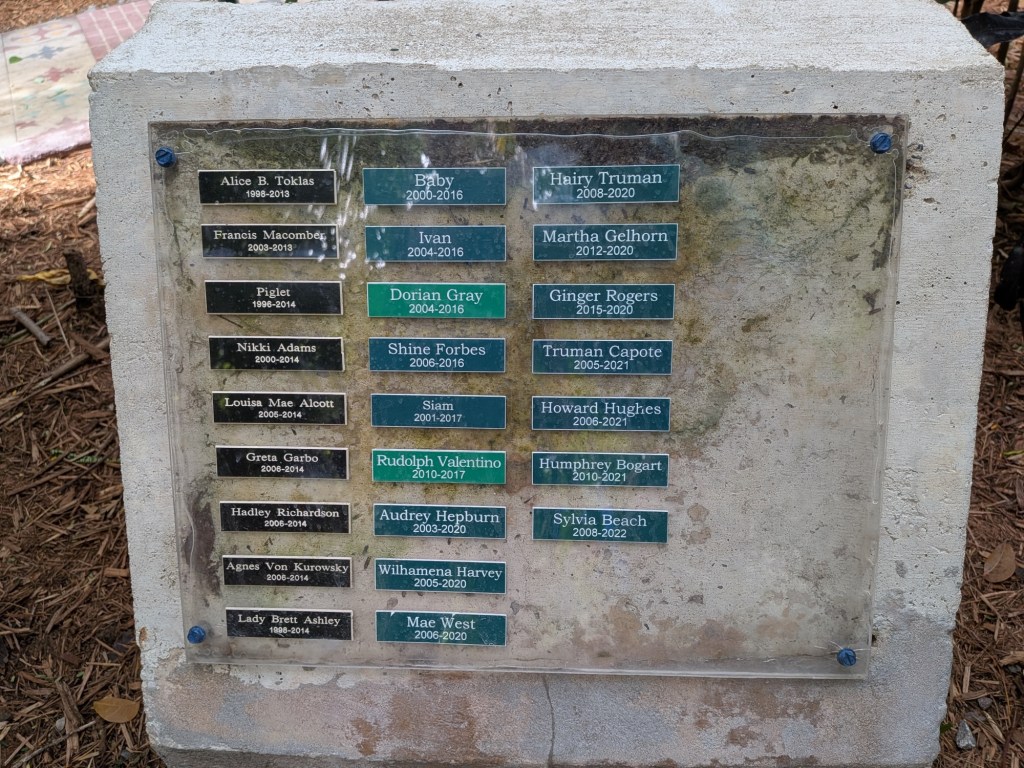 Alice B. Toklas
1998-2013
Francis Macomber
2003-2013
Piglet
1998-2014
Nikki Adams
2000-2014
Louisa Mae Alcott
2005-2014
Greta Garbo
2006-2014
Hadley Richardson
2006-2014
Agnes Von Kurowsky
2006-2014
Lady Brett Ashley
1998-2014
Baby
2000-2016
Ivan
2004-2016
Dorian Gray
2004-2016
Shine Forbes
2006-2016
Siam
2001-2017
Rudolph Valentino
2010-2017
Audrey Hepburn
2003-2020
Wilhamena Harvey
2005-2020
Mae West
2006-2020
Hairy Truman
2008-2020
Martha Gelhorn
2012-2020
Ginger Rogers
2015-2020
Truman Capote
2005-2021
Howard Hughes
2006-2021
Humphrey Bogart
2010-2021
Sylvia Beach
2008-2022